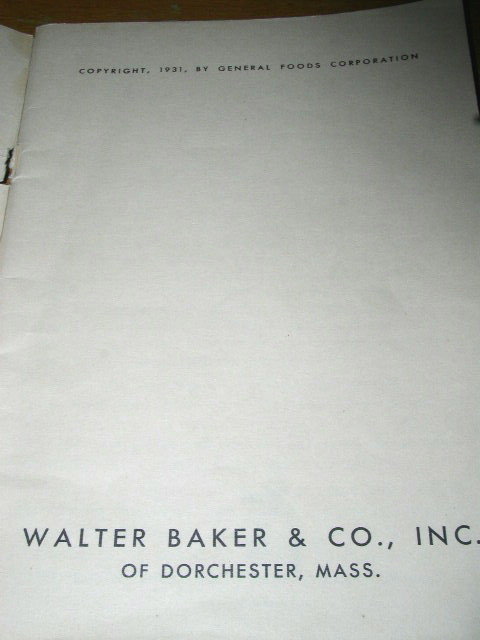 COPYRIGHT, 1931, BY GENERAL FOODS CORPORATION
WALTER BAKER & CO., INC.
OF DORCHESTER, MASS.